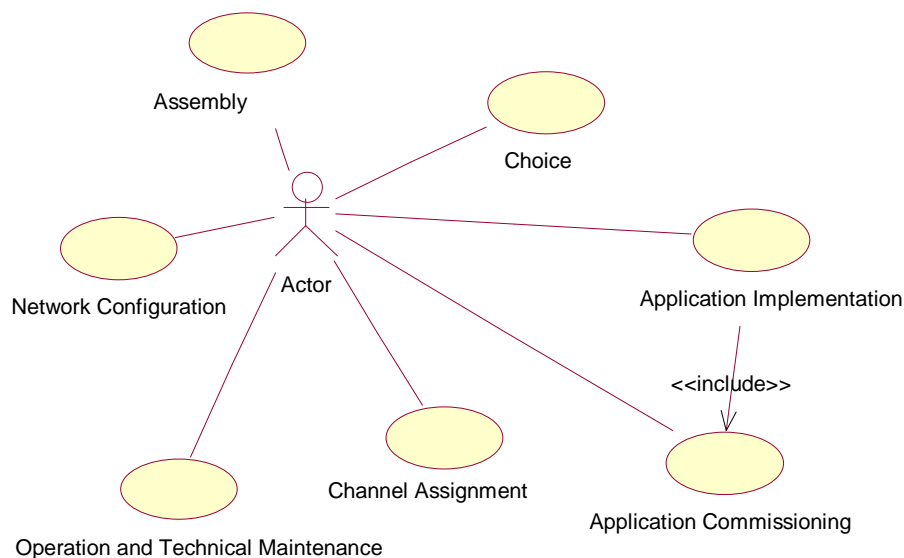 Assembly
Choice
Network Configuration
Actor
Application Implementation
<<include>>
Channel Assignment
Application Commissioning
Operation and Technical Maintenance